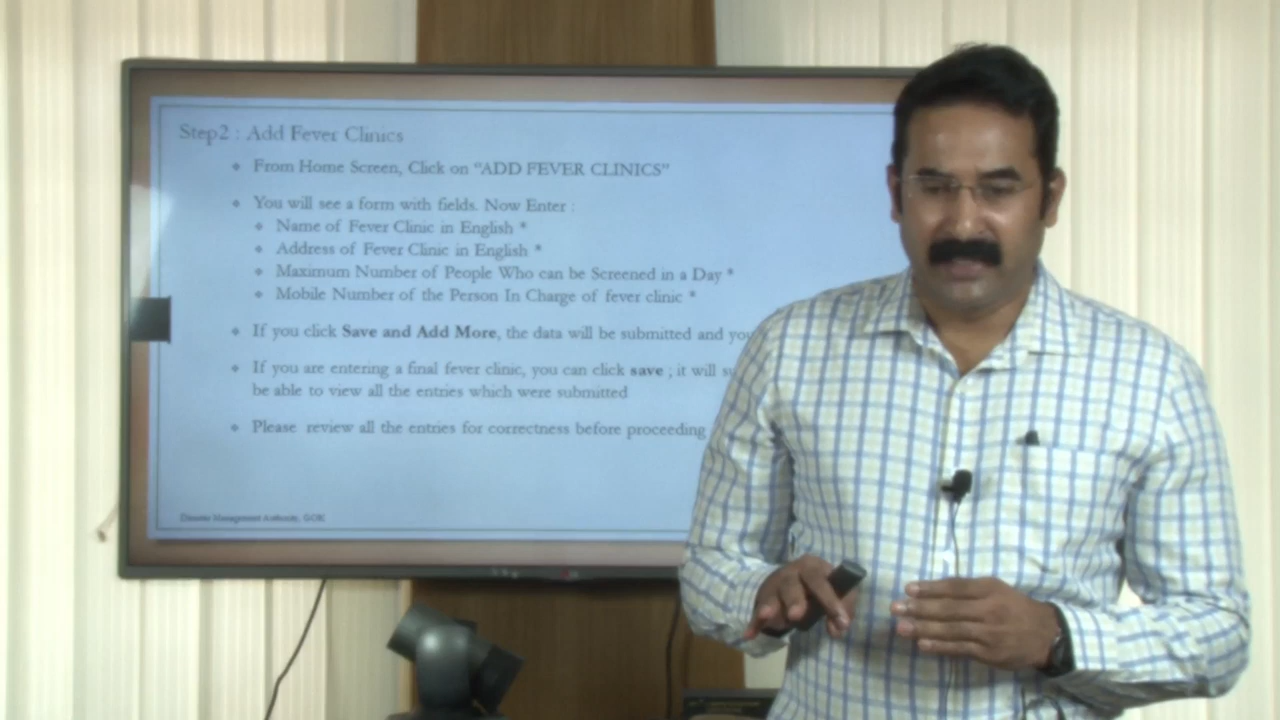 Step2 : Add Fever Clinics
From Home Screen, Click on “ADD FEVER CLINICS”
You will see a form with fields. Now Enter :
Name of Fever Clinic in English *
Address of Fever Clinic in English *
Maximum Number of People Who can be Screened in a Day *
Mobile Number of the Person In Charge of fever clinic *
If you click Save and Add More, the data will be submitted and you
If you are entering a final fever clinic, you can click save ; it will
be able to view all the entries which were submitted
Please review all the entries for correctness before proceeding
Disaster Management Authority, GOK